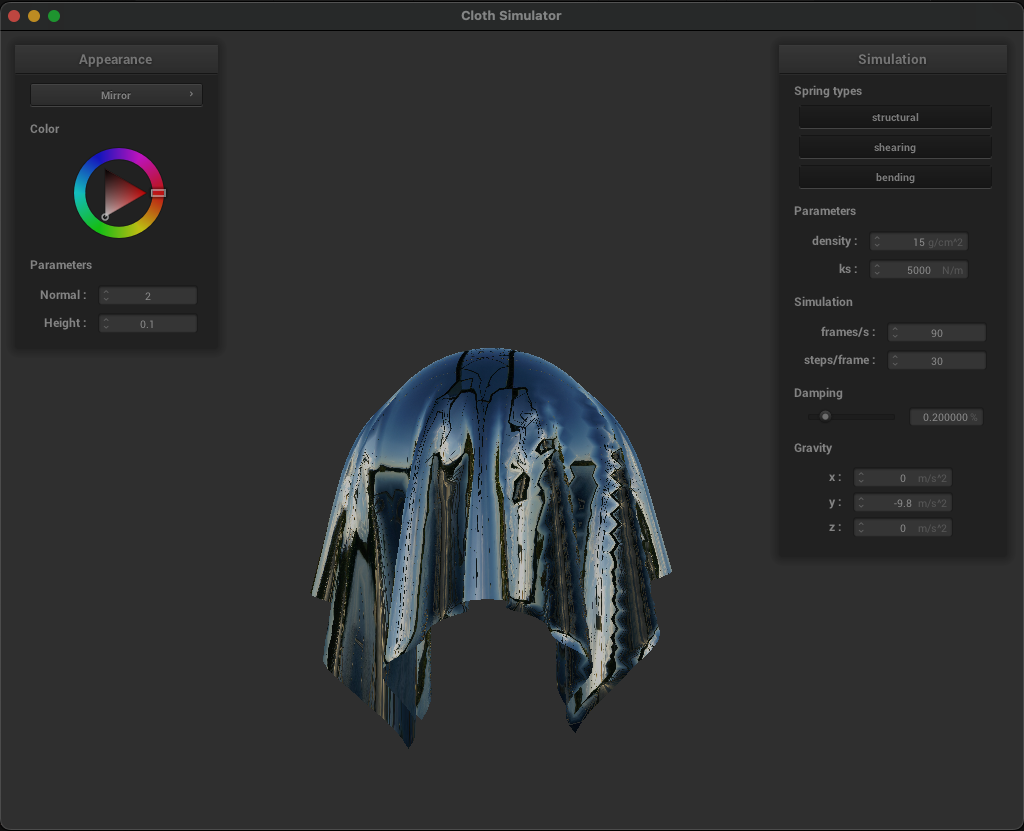 Cloth Simulator
Appearance
Mirror
Color
Parameters
Normal : 2
Height : 0.1
Simulation
Spring types
structural
shearing
bending
Parameters
density : 15 g/cm^2
ks : 5000 N/m
Simulation
frames/s : 90
steps/frame : 30
Damping
0.200000 %
Gravity
x : 0 m/s^2
y : -9.8 m/s^2
z : 0 m/s^2